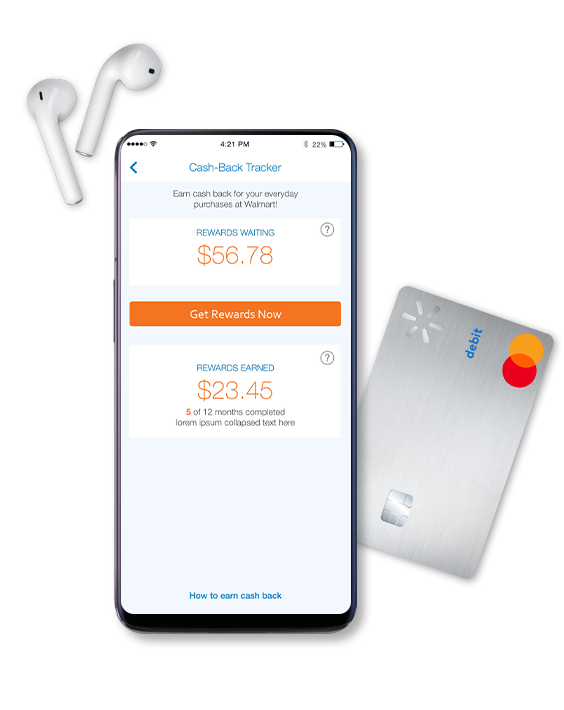 4:21 PM
22%
Cash-Back Tracker
Earn cash back for your everyday
purchases at Walmart!
REWARDS WAITING
?
$56.78
Get Rewards Now
REWARDS EARNED
?
$23.45
5 of 12 months completed
lorem ipsum collapsed text here
How to earn cash back
debit